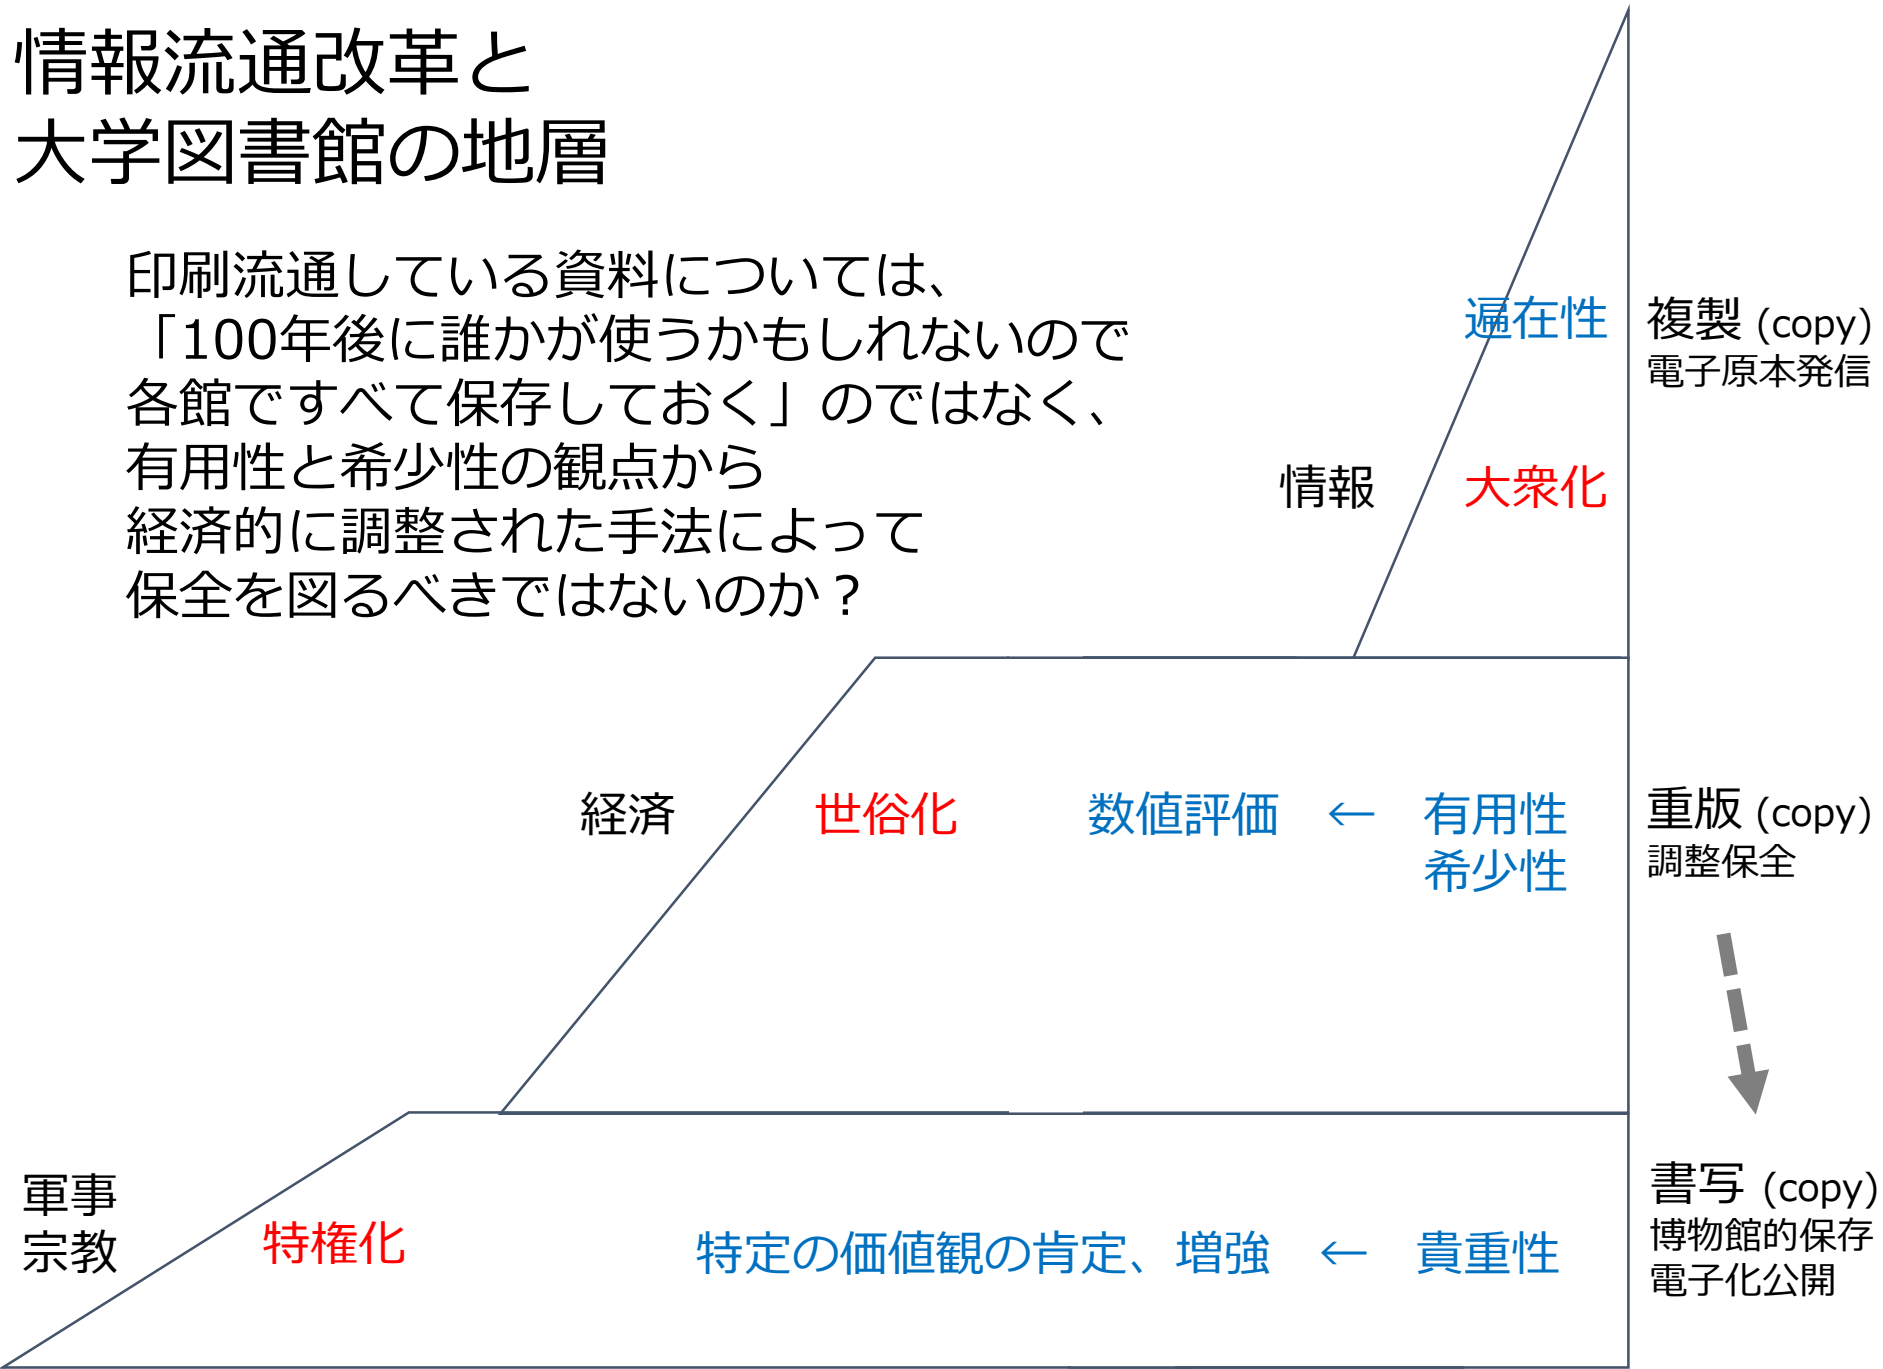 情報流通改革と
大学図書館の地層
印刷流通している資料については、
「100年後に誰かが使うかもしれないので
各館ですべて保存しておく」のではなく、
有用性と希少性の観点から
経済的に調整された手法によって
保全を図るべきではないのか？
遍在性
複製 (copy)
電子原本発信
情報
大衆化
経済
世俗化
数値評価 ← 有用性
希少性
重版 (copy)
調整保全
軍事
宗教
特権化
特定の価値観の肯定、増強 ← 貴重性
書写 (copy)
博物館的保存
電子化公開